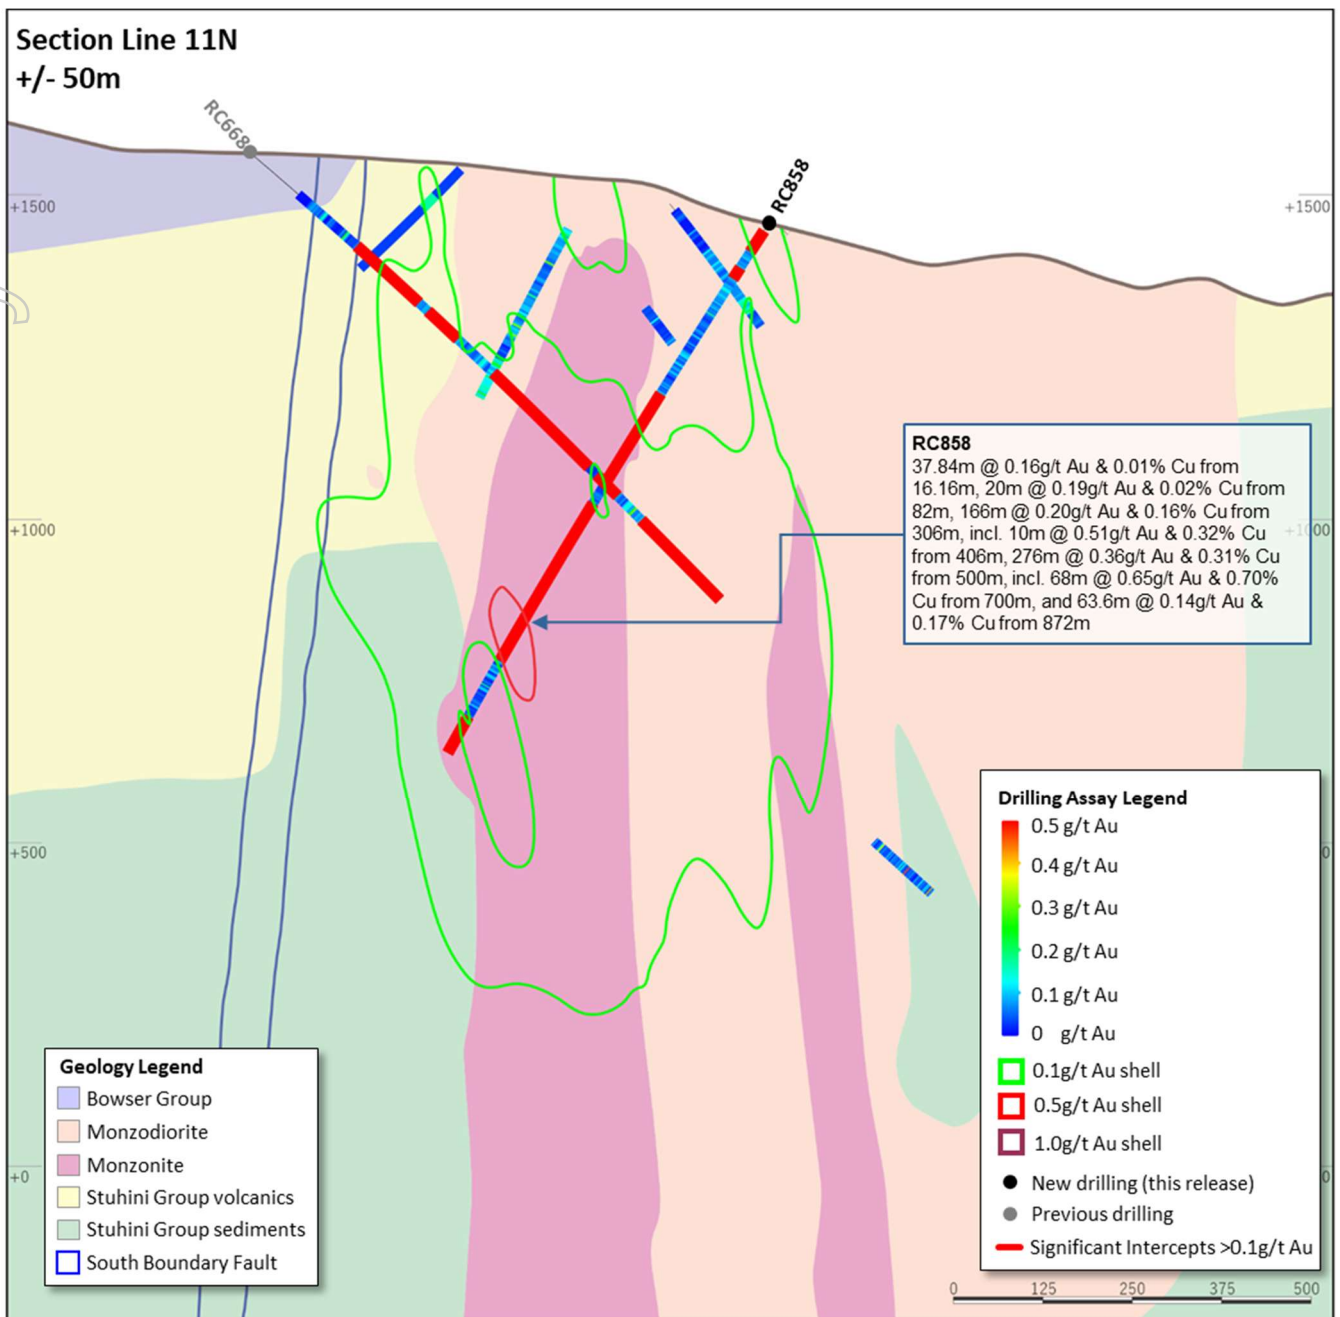 Section Line 11N
+/- 50m
RC668
RC858
+1500
+1500
RC858
37.84m @ 0.16g/t Au & 0.01% Cu from
16.16m, 20m @ 0.19g/t Au & 0.02% Cu from
82m, 166m @ 0.20g/t Au & 0.16% Cu from
306m, incl. 10m @ 0.51g/t Au & 0.32% Cu
from 406m, 276m @ 0.36g/t Au & 0.31% Cu
from 500m, incl. 68m @ 0.65g/t Au & 0.70%
Cu from 700m, and 63.6m @ 0.14g/t Au &
0.17% Cu from 872m
+1000
+1000
+500
0
Drilling Assay Legend
0.5 g/t Au
0.4 g/t Au
0.3 g/t Au
0.2 g/t Au
0.1 g/t Au
0 g/t Au
0.1g/t Au shell
0.5g/t Au shell
1.0g/t Au shell
New drilling (this release)
Previous drilling
Significant Intercepts >0.1g/t Au
Geology Legend
Bowser Group
Monzodiorite
Monzonite
Stuhini Group volcanics
Stuhini Group sediments
South Boundary Fault
+0
0
0 125 250 375 500